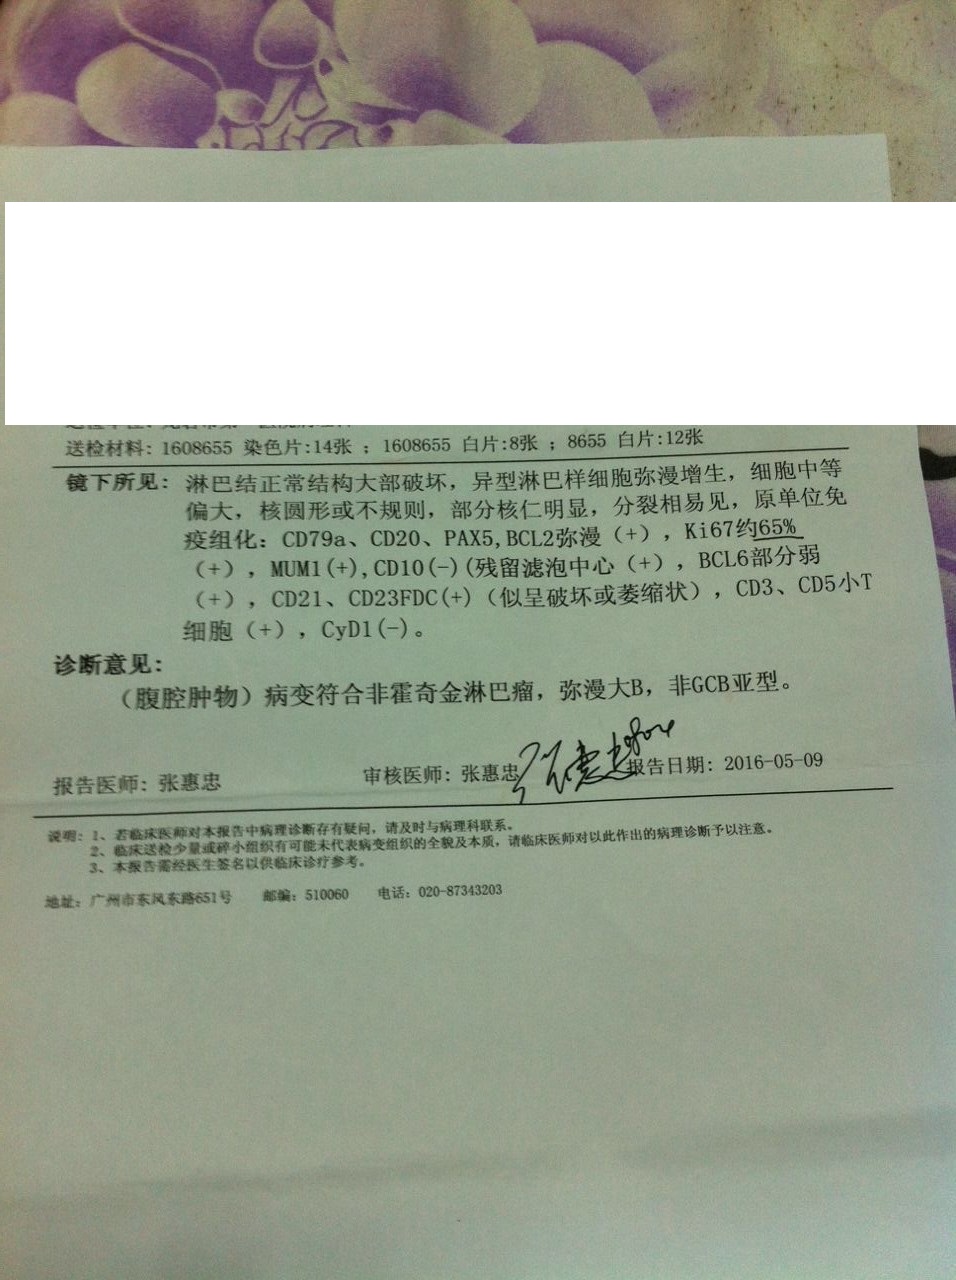 送检材料: 1608655 染色片:14张 ; 1608655 白片:8张 ; 8655 白片:12张
镜下所见: 淋巴结正常结构大部破坏，异型淋巴样细胞弥漫增生，细胞中等
偏大，核圆形或不规则，部分核仁明显，分裂相易见，原单位免
疫组化: CD79a、CD20、PAX5,BCL2弥漫（+），Ki67约65%
（+），MUM1(+),CD10(-)(残留滤泡中心（+），BCL6部分弱
（+），CD21、CD23FDC(+)（似呈破坏或萎缩状），CD3、CD5小T
细胞（+），CyD1(-)。
诊断意见:
（腹腔肿物）病变符合非霍奇金淋巴瘤，弥漫大B，非GCB亚型。
报告医师: 张惠忠 审核医师: 张惠忠 报告日期: 2016-05-09
说明: 1、若临床医师对本报告中病理诊断存有疑问，请及时与病理科联系。
2、临床送检少量或碎小组织有可能未代表病变组织的全貌及本质，请临床医师对以此作出的病理诊断予以注意。
3、本报告需经医生签名以供临床诊疗参考。
地址: 广州市东风东路651号 邮编: 510060 电话: 020-87343203